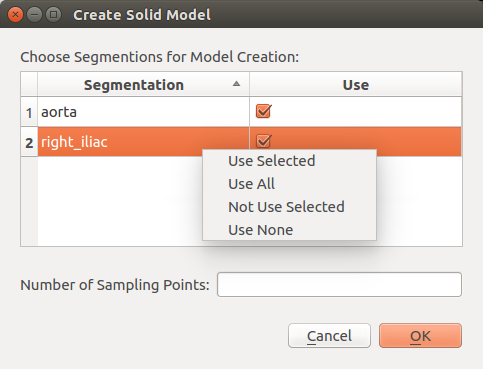 Create Solid Model
Choose Segmentions for Model Creation:
Segmentation Use
1 aorta
2 right_iliac
Use Selected
Use All
Not Use Selected
Use None
Number of Sampling Points:
Cancel OK